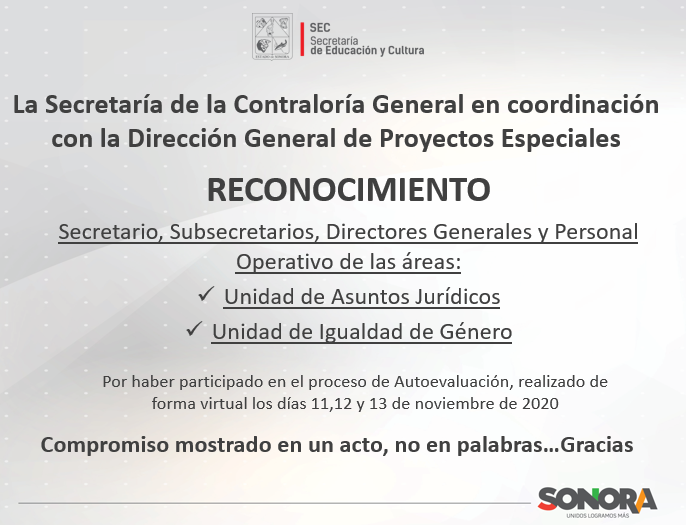 SEC
Secretaría
de Educación y Cultura
ESTADO DE SONORA
La Secretaría de la Contraloría General en coordinación
con la Dirección General de Proyectos Especiales
RECONOCIMIENTO
Secretario, Subsecretarios, Directores Generales y Personal
Operativo de las áreas:
✓ Unidad de Asuntos Jurídicos
✓ Unidad de Igualdad de Género
Por haber participado en el proceso de Autoevaluación, realizado de
forma virtual los días 11,12 y 13 de noviembre de 2020
Compromiso mostrado en un acto, no en palabras…Gracias
SONORA
UNIDOS LOGRAMOS MÁS